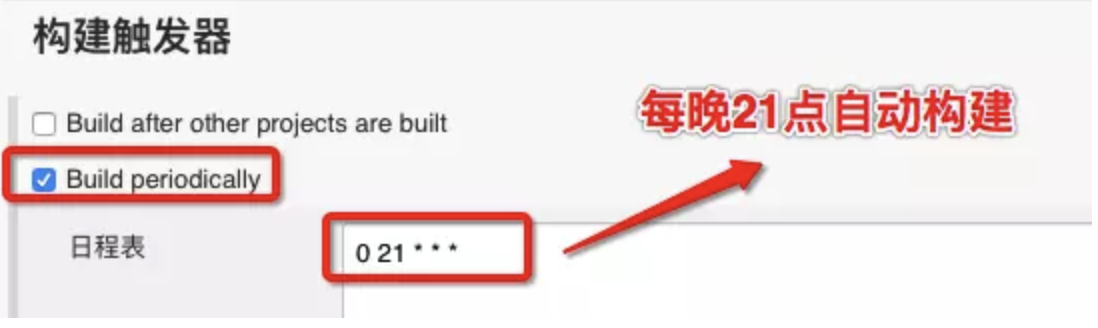 构建触发器
每晚21点自动构建
Build after other projects are built
Build periodically
日程表
0 21 * * *